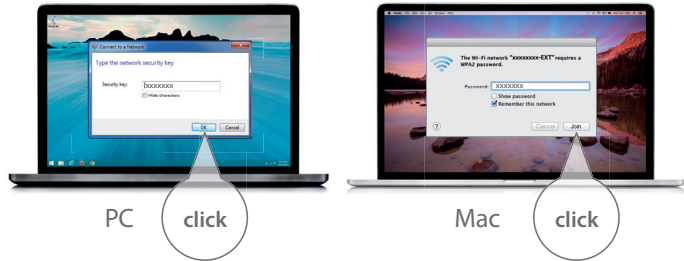 Connect to a Network
Type the network security key
Security key: XXXXXXX
Hide characters
OK Cancel
PC
click
The Wi-Fi network "xxxxxxxx-EXT" requires a
WPA2 password.
Password: XXXXXXX
Show password
Remember this network
? Cancel Join
Mac
click